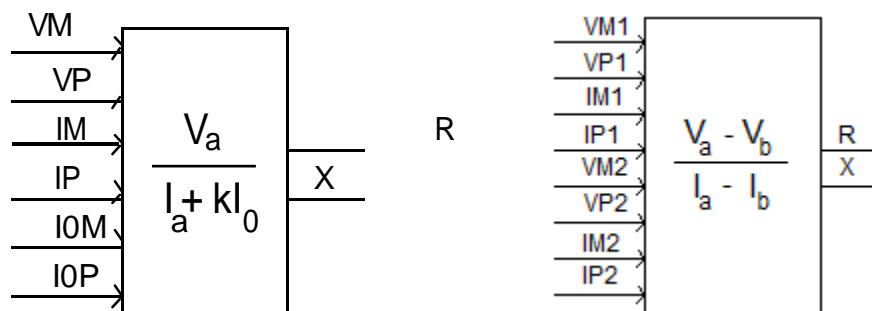 VM
VP
IM
IP
I0M
I0P
Va
Ia + kI0
R
X
VM1
VP1
IM1
IP1
VM2
VP2
IM2
IP2
Va - Vb
Ia - Ib
R
X